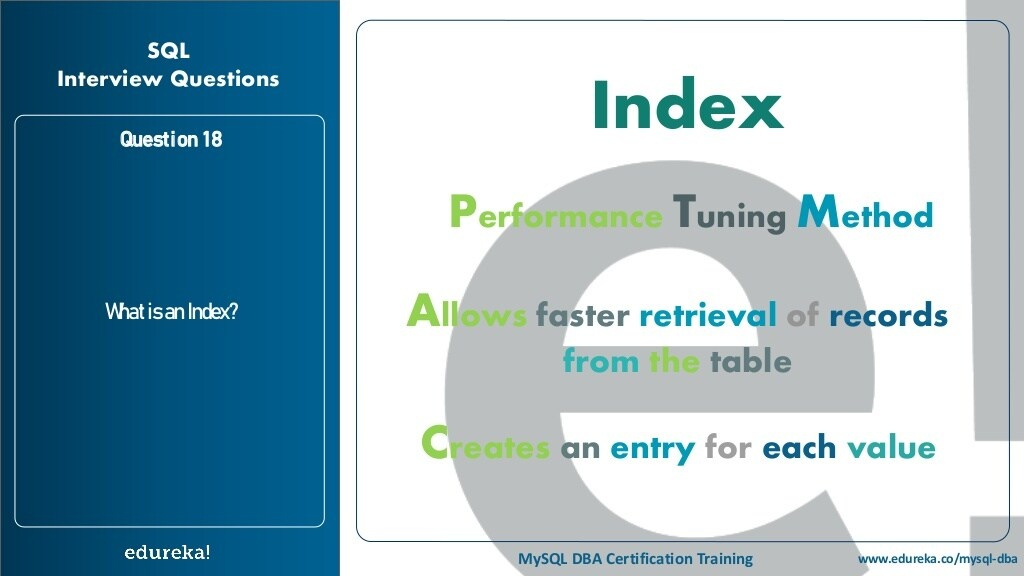 SQL
Interview Questions
Question 18
What is an Index?
edureka!
Index
Performance Tuning Method
Allows faster retrieval of records
from the table
Creates an entry for each value
MySQL DBA Certification Training
www.edureka.co/mysql-dba